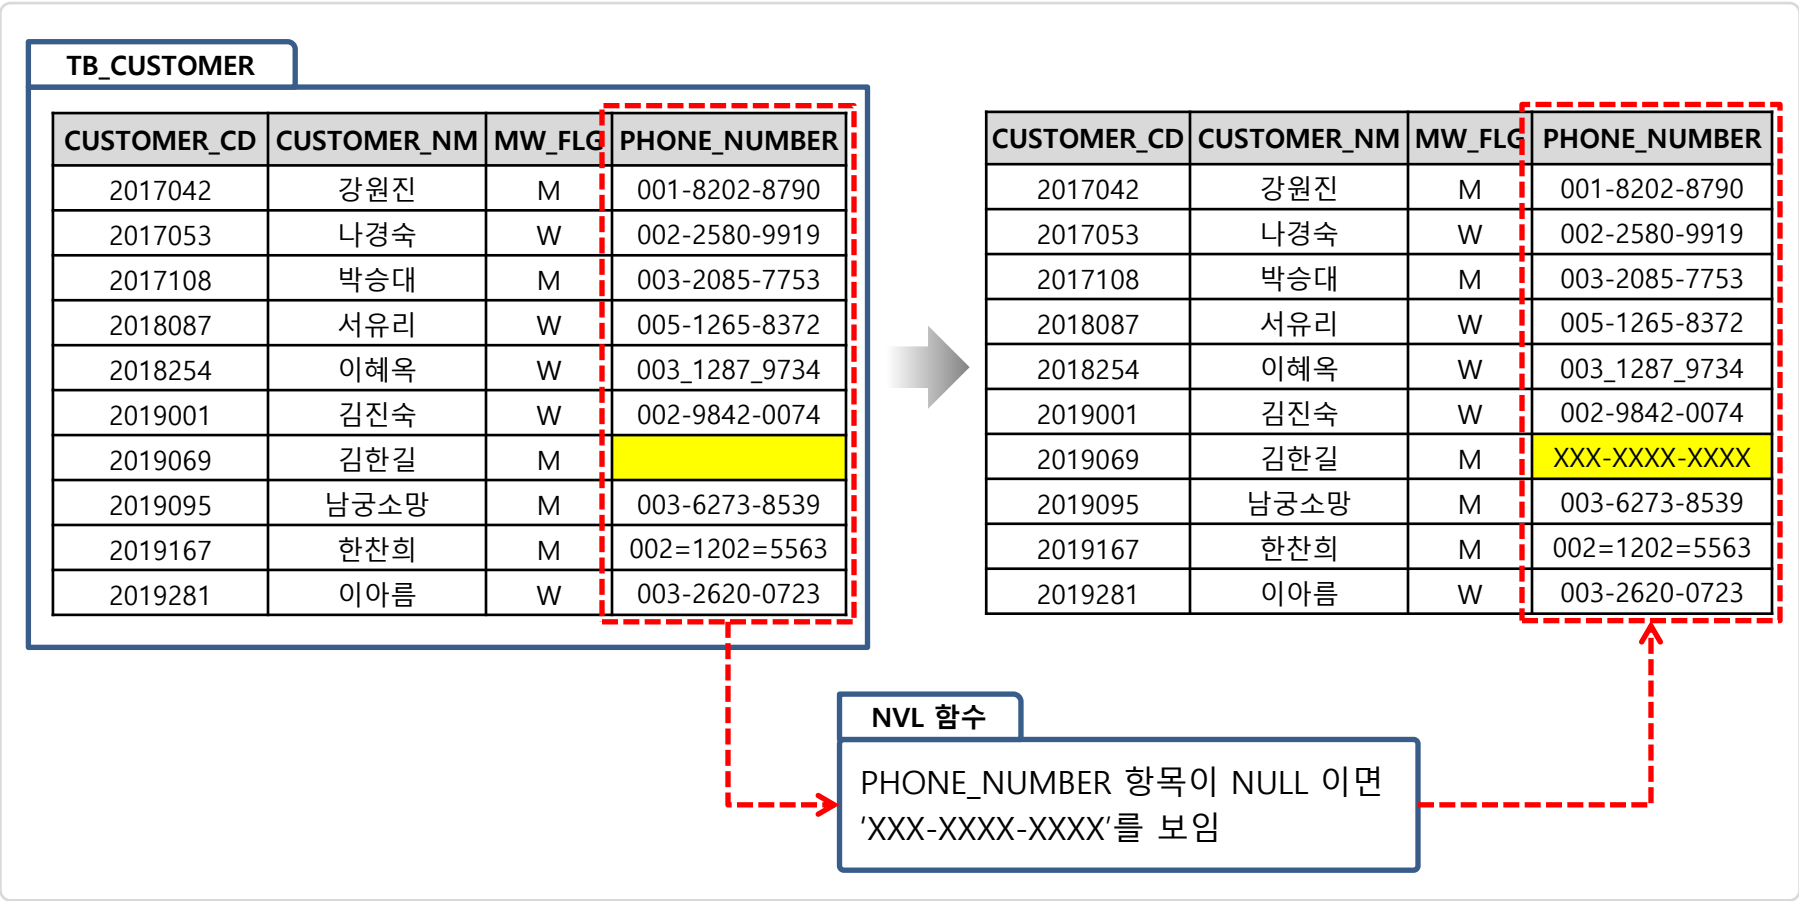 TB_CUSTOMER
CUSTOMER_CD CUSTOMER_NM MW_FLG PHONE_NUMBER
2017042 강원진 M 001-8202-8790
2017053 나경숙 W 002-2580-9919
2017108 박승대 M 003-2085-7753
2018087 서유리 W 005-1265-8372
2018254 이혜옥 W 003_1287_9734
2019001 김진숙 W 002-9842-0074
2019069 김한길 M
2019095 남궁소망 M 003-6273-8539
2019167 한찬희 M 002=1202=5563
2019281 이아름 W 003-2620-0723
CUSTOMER_CD CUSTOMER_NM MW_FLG PHONE_NUMBER
2017042 강원진 M 001-8202-8790
2017053 나경숙 W 002-2580-9919
2017108 박승대 M 003-2085-7753
2018087 서유리 W 005-1265-8372
2018254 이혜옥 W 003_1287_9734
2019001 김진숙 W 002-9842-0074
2019069 김한길 M XXX-XXXX-XXXX
2019095 남궁소망 M 003-6273-8539
2019167 한찬희 M 002=1202=5563
2019281 이아름 W 003-2620-0723
NVL 함수
PHONE_NUMBER 항목이 NULL 이면
‘XXX-XXXX-XXXX’를 보임